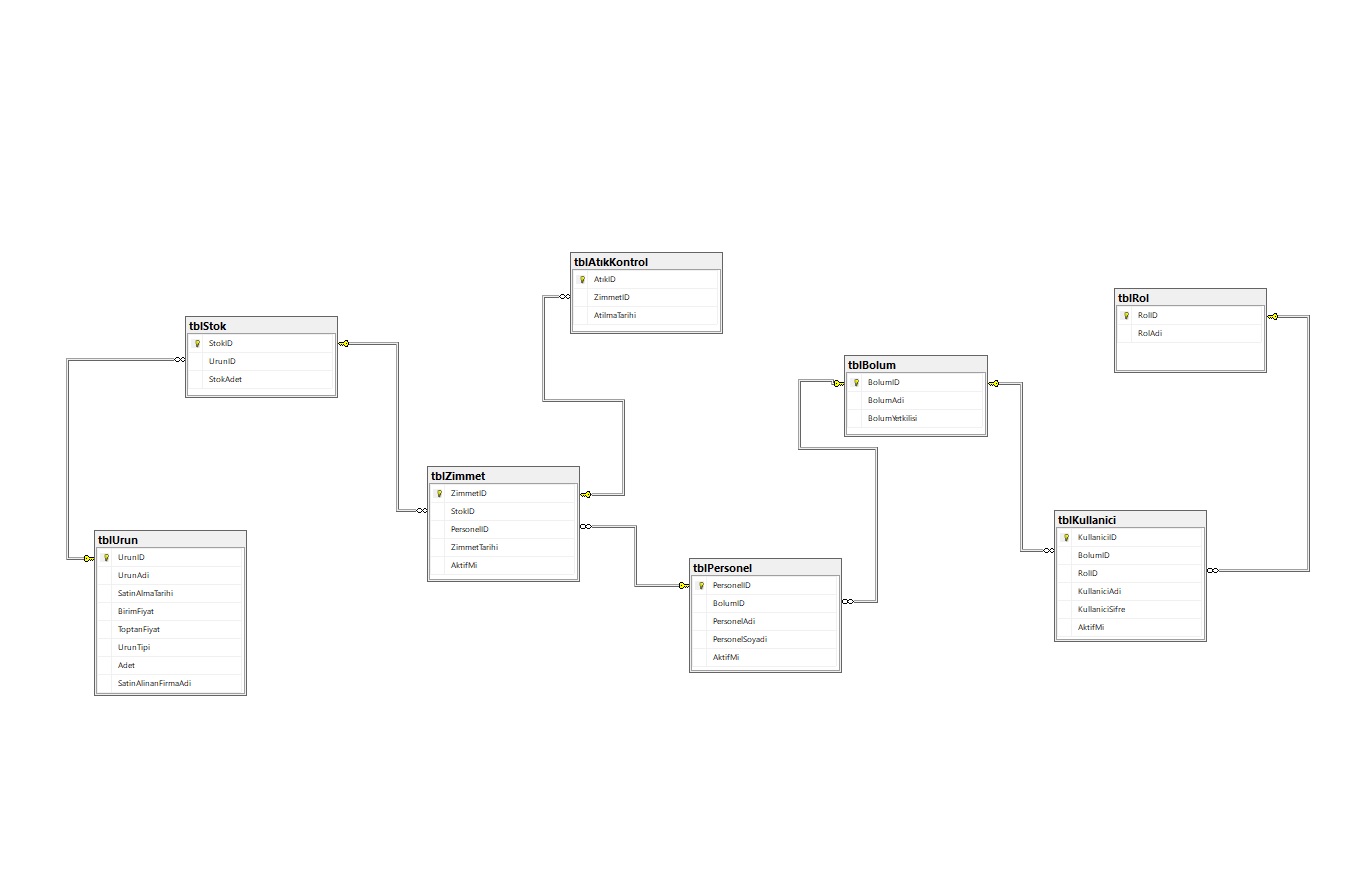 tblAtıkKontrol
AtıkID
ZimmetID
AtilmaTarihi
tblRol
RolID
RolAdi
tblStok
StokID
UrunID
StokAdet
tblBolum
BolumID
BolumAdi
BolumYetkilisi
tblZimmet
ZimmetID
StokID
PersonelID
ZimmetTarihi
AktifMi
tblKullanici
KullaniciID
BolumID
RolID
KullaniciAdi
KullaniciSifre
AktifMi
tblUrun
UrunID
UrunAdi
SatinAlmaTarihi
BirimFiyat
ToptanFiyat
UrunTipi
Adet
SatinAlinanFirmaAdi
tblPersonel
PersonelID
BolumID
PersonelAdi
PersonelSoyadi
AktifMi